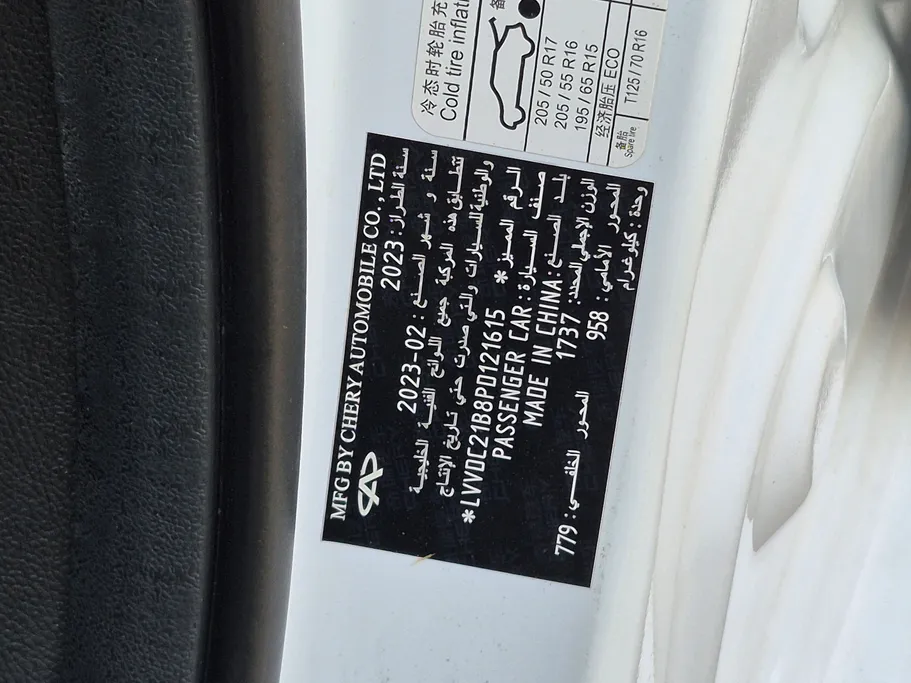 冷态时轮胎充
Cold tire inflat
205 / 50 R17
205 / 55 R16
195 / 65 R15
经济胎压 ECO
备胎 Spare tire
T125 / 70 R16
MFG BY CHERY AUTOMOBILE CO., LTD
سنة الطراز: 2023
سنة و شهر الصنع: 2023-02
تتطابق هذه المركبة جميع اللوائح الفنية الخليجية
والوطنية للسيارات والتي صدرت حتي تاريخ الإنتاج
الرقم المميز: *LVVDC21B8PD121615*
صنف السيارة: PASSENGER CAR
بلد الصنع: MADE IN CHINA
الوزن الإجمالي المحدد: 1737
المحور الأمامي: 958 المحور الخلفي: 779
وحدة: كيلوغرام